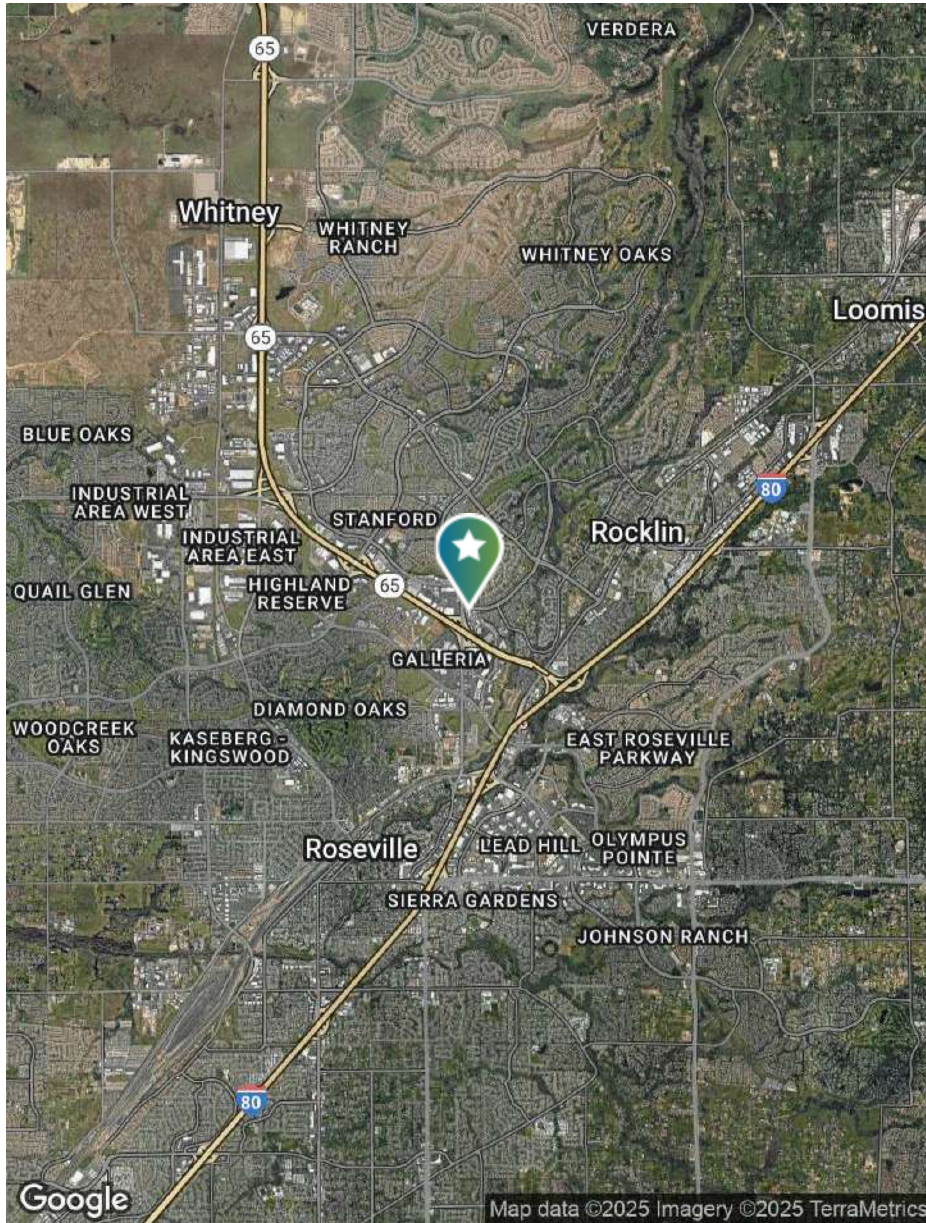 VERDERA
65
Whitney
WHITNEY
RANCH
WHITNEY OAKS
Loomis
65
BLUE OAKS
80
INDUSTRIAL
AREA WEST
STANFORD
Rocklin
INDUSTRIAL
AREA EAST
65
HIGHLAND
RESERVE
QUAIL GLEN
GALLERIA
DIAMOND OAKS
WOODCREEK
OAKS
KASEBERG -
KINGSWOOD
EAST ROSEVILLE
PARKWAY
Roseville
LEAD HILL
OLYMPUS
POINTE
SIERRA GARDENS
JOHNSON RANCH
80
Google
Map data ©2025 Imagery ©2025 TerraMetrics